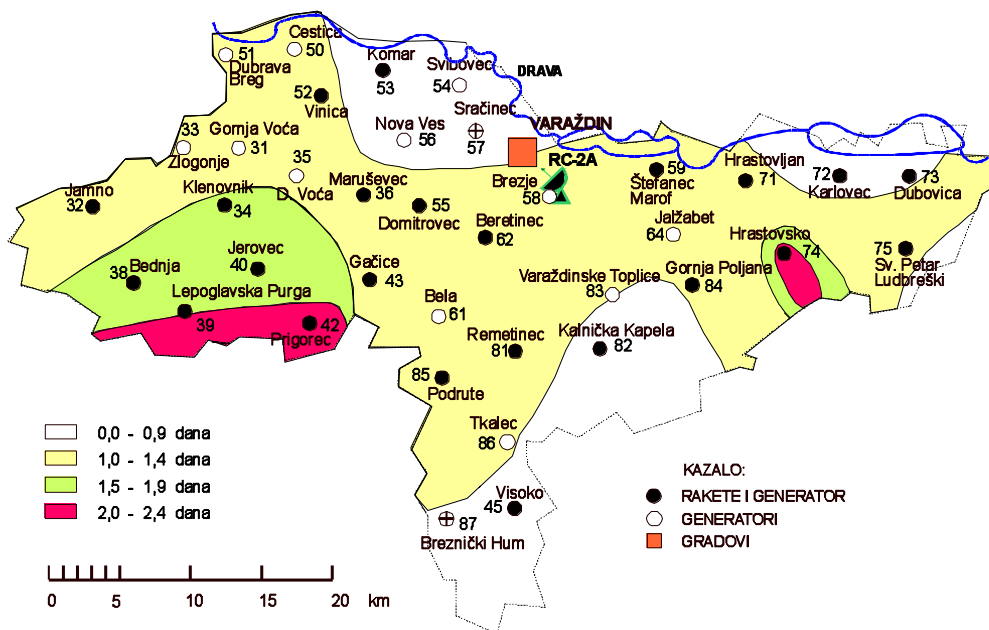 Cestica
50
51
Dubrava
Breg
Komar
53
Svibovec
54
DRAVA
52
Vinica
Sračinec
57
VARAŽDIN
Nova Ves
56
33
Gornja Voća
31
Zlogonje
35
D. Voća
RC-2A
Brezje
58
59
Štefanec
Marof
Hrastovljan
71
72
Karlovec
73
Dubovica
Jamno
32
Klenovnik
34
Maruševec
36
55
Domitrovec
Beretinec
62
Jalžabet
64
Hrastovsko
74
75
Sv. Petar
Ludbreški
Jerovec
40
38
Bednja
Gačice
43
Varaždinske Toplice
83
Gornja Poljana
84
Lepoglavska Purga
39
42
Prigorec
Bela
61
Remetinec
81
Kalnička Kapela
82
85
Podrute
Tkalec
86
Visoko
45
87
Breznički Hum
0,0 - 0,9 dana
1,0 - 1,4 dana
1,5 - 1,9 dana
2,0 - 2,4 dana
KAZALO:
RAKETE I GENERATOR
GENERATORI
GRADOVI
0 5 10 15 20 km